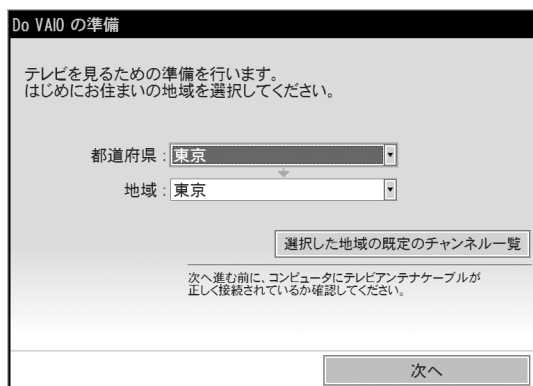 Do VAIO の準備
テレビを見るための準備を行います。
はじめにお住まいの地域を選択してください。
都道府県 : 東京
地域 : 東京
選択した地域の既定のチャンネル一覧
次へ進む前に、コンピュータにテレビアンテナケーブルが
正しく接続されているか確認してください。
次へ